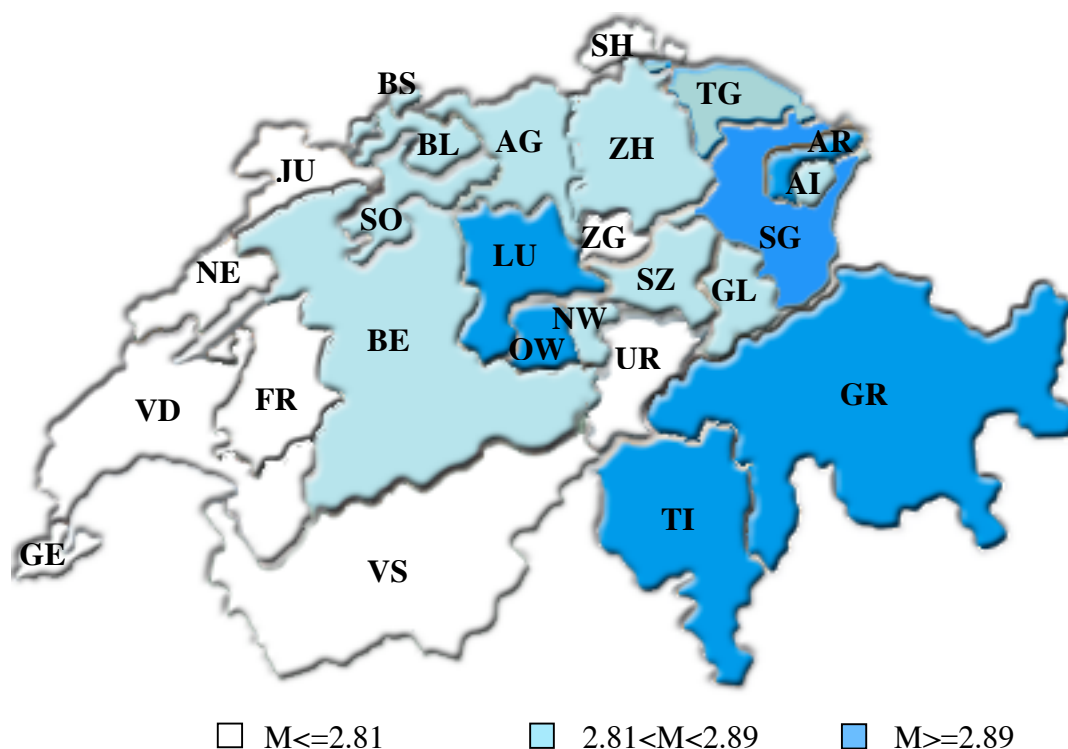 SH
BS
TG
BL
AG
ZH
AR
JU
AI
SO
ZG
SG
LU
NE
SZ
GL
NW
BE
OW
UR
FR
VD
GR
TI
GE
VS
M<=2.81
2.81<M<2.89
M>=2.89